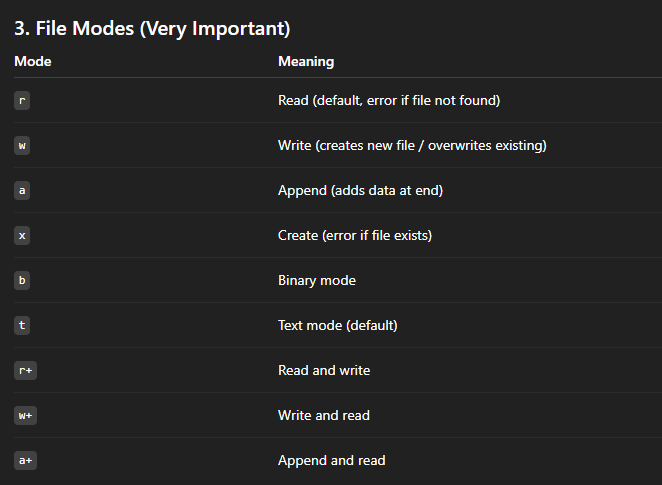 3. File Modes (Very Important)
Mode Meaning
r Read (default, error if file not found)
w Write (creates new file / overwrites existing)
a Append (adds data at end)
x Create (error if file exists)
b Binary mode
t Text mode (default)
r+ Read and write
w+ Write and read
a+ Append and read